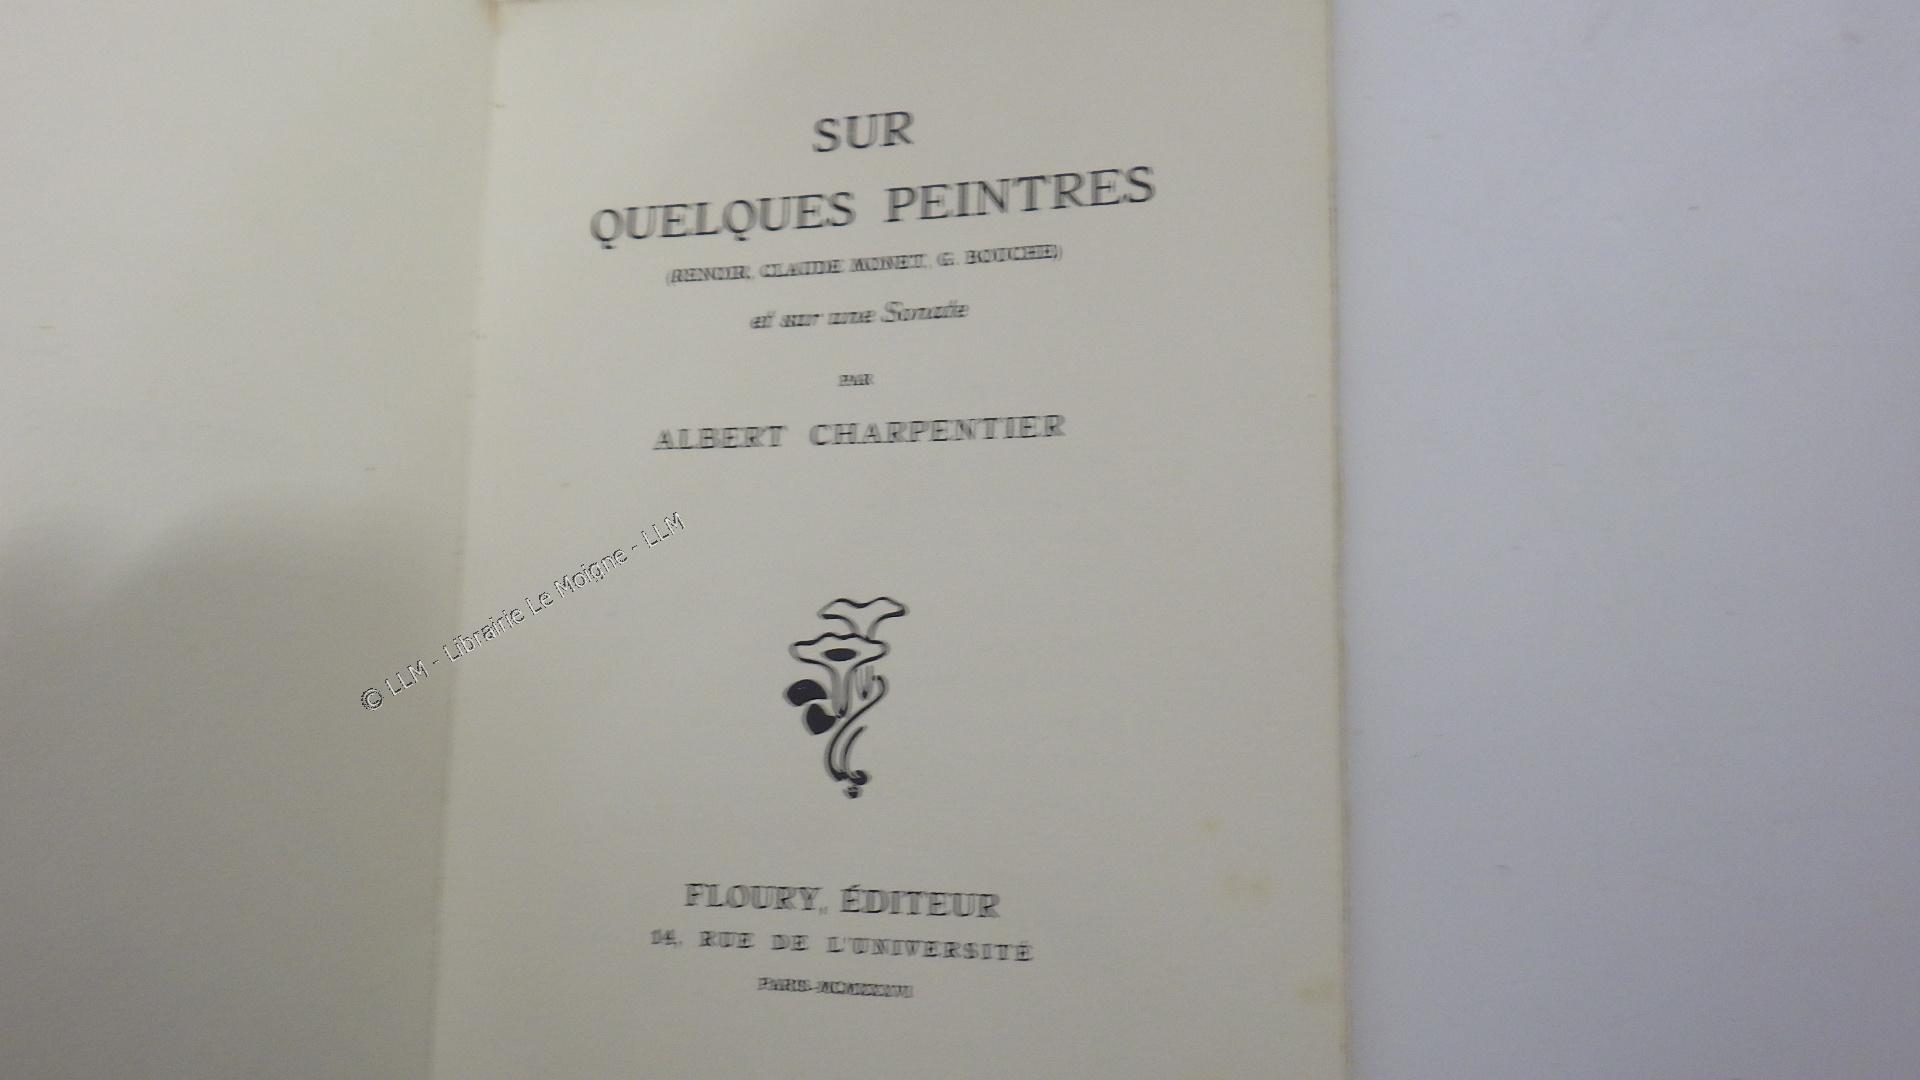 SUR
QUELQUES PEINTRES
(RENOIR, CLAUDE MONET, G. BOUCHE)
et sur une Sonate
PAR
ALBERT CHARPENTIER
© LLM - Librairie Le Moigne - LLM
FLOURY, ÉDITEUR
14, RUE DE L'UNIVERSITÉ
PARIS